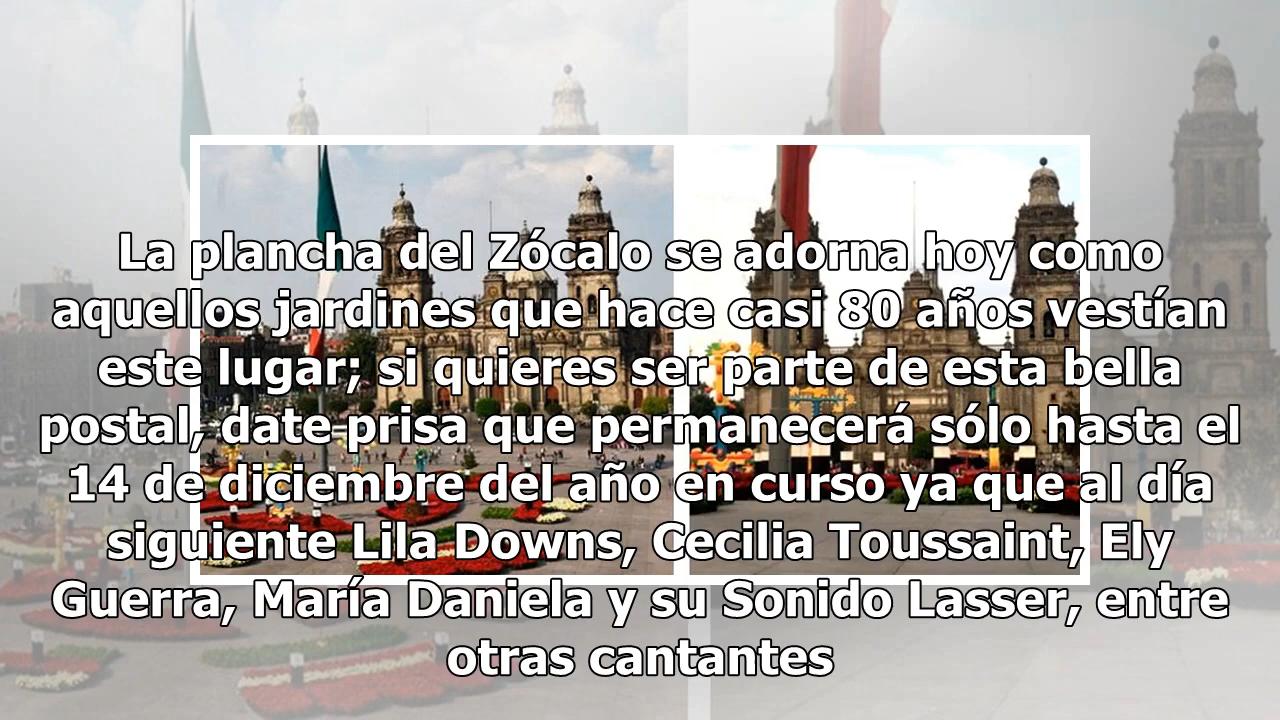 La plancha del Zócalo se adorna hoy como
aquellos jardines que hace casi 80 años vestían
este lugar; si quieres ser parte de esta bella
postal, date prisa que permanecerá sólo hasta el
14 de diciembre del año en curso ya que al día
siguiente Lila Downs, Cecilia Toussaint, Ely
Guerra, María Daniela y su Sonido Lasser, entre
otras cantantes